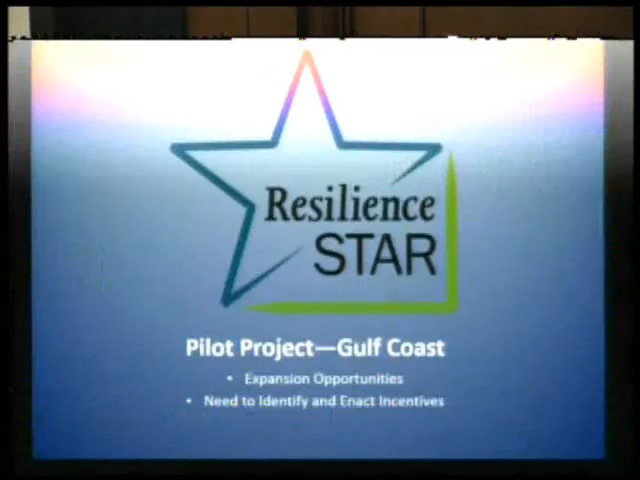 Resilience
STAR
Pilot Project—Gulf Coast
• Expansion Opportunities
• Need to Identify and Enact Incentives